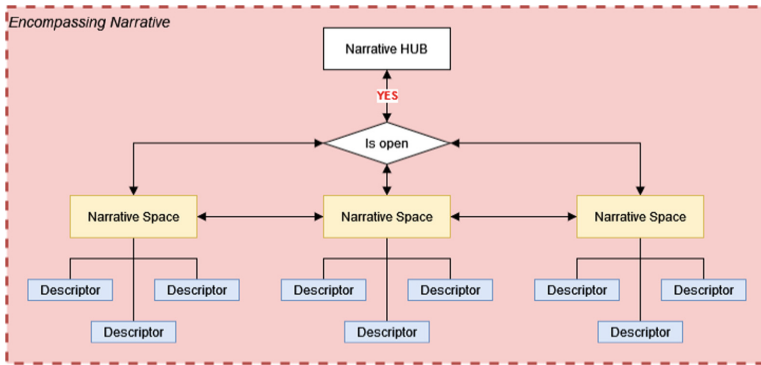 Encompassing Narrative
Narrative HUB
YES
Is open
Narrative Space
Narrative Space
Narrative Space
Descriptor
Descriptor
Descriptor
Descriptor
Descriptor
Descriptor
Descriptor
Descriptor
Descriptor